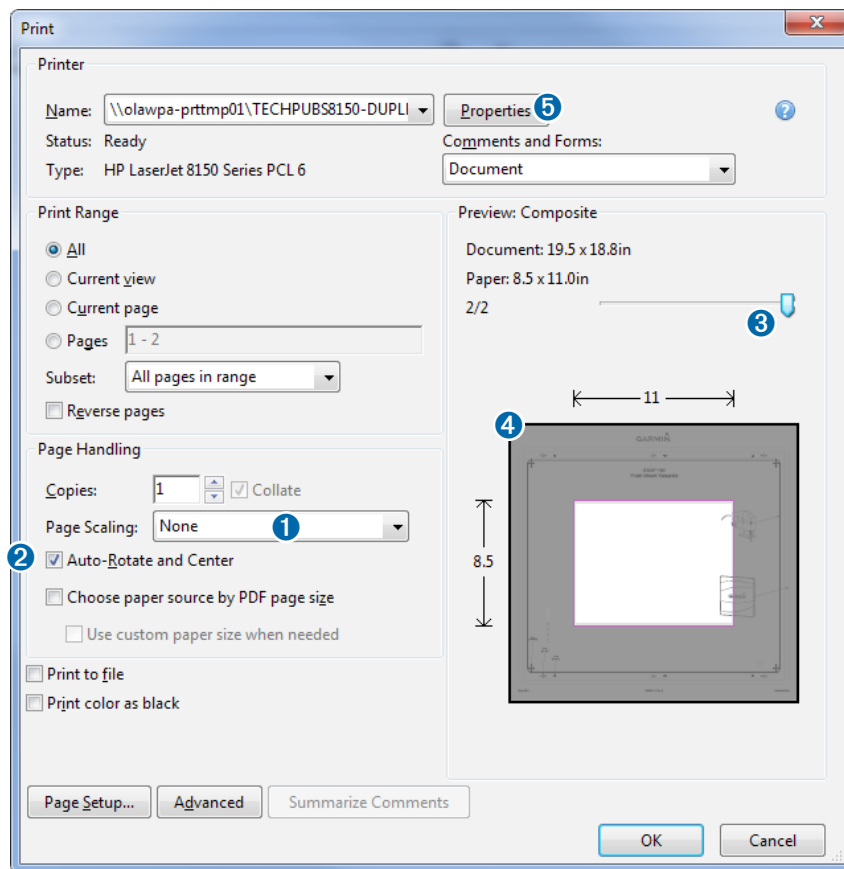 Print
Printer
Name: \\olawpa-prttmp01\TECHPUBS8150-DUPLI Properties 5
Status: Ready Comments and Forms:
Type: HP LaserJet 8150 Series PCL 6 Document
Print Range
All
Current view
Current page
Pages 1 - 2
Subset: All pages in range
Reverse pages
Page Handling
Copies: 1 Collate
Page Scaling: None 1
2 Auto-Rotate and Center
Choose paper source by PDF page size
Use custom paper size when needed
Print to file
Print color as black
Preview: Composite
Document: 19.5 x 18.8in
Paper: 8.5 x 11.0in
2/2
3
11
4
GARMIN
8.5
Page Setup... Advanced Summarize Comments
OK Cancel